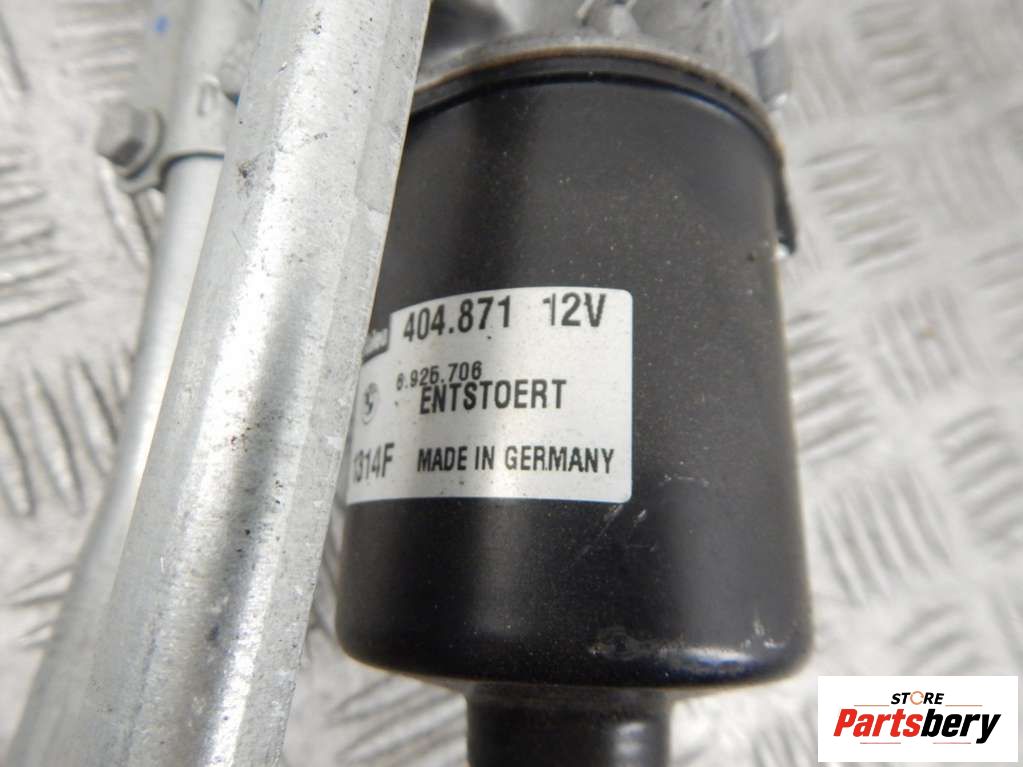 404.871 12V
6.925.706
ENTSTOERT
1314F MADE IN GERMANY
STORE
Partsbery